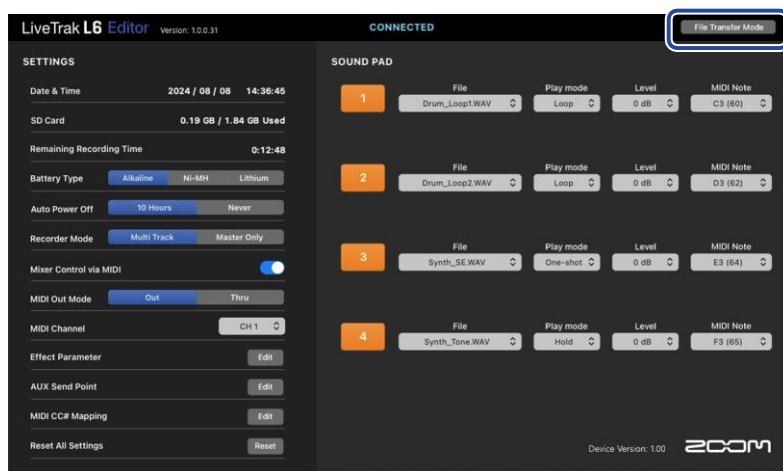 LiveTrak L6 Editor Version: 1.0.0.31 CONNECTED File Transfer Mode
SETTINGS
Date & Time 2024 / 08 / 08 14:36:45
SD Card 0.19 GB / 1.84 GB Used
Remaining Recording Time 0:12:48
Battery Type Alkaline Ni-MH Lithium
Auto Power Off 10 Hours Never
Recorder Mode Multi Track Master Only
Mixer Control via MIDI
MIDI Out Mode Out Thru
MIDI Channel CH 1
Effect Parameter Edit
AUX Send Point Edit
MIDI CC# Mapping Edit
Reset All Settings Reset
SOUND PAD
File Play mode Level MIDI Note
1 Drum_Loop1.WAV Loop 0 dB C3 (60)
File Play mode Level MIDI Note
2 Drum_Loop2.WAV Loop 0 dB D3 (62)
File Play mode Level MIDI Note
3 Synth_SE.WAV One-shot 0 dB E3 (64)
File Play mode Level MIDI Note
4 Synth_Tone.WAV Hold 0 dB F3 (65)
Device Version: 1.00 ZOOM